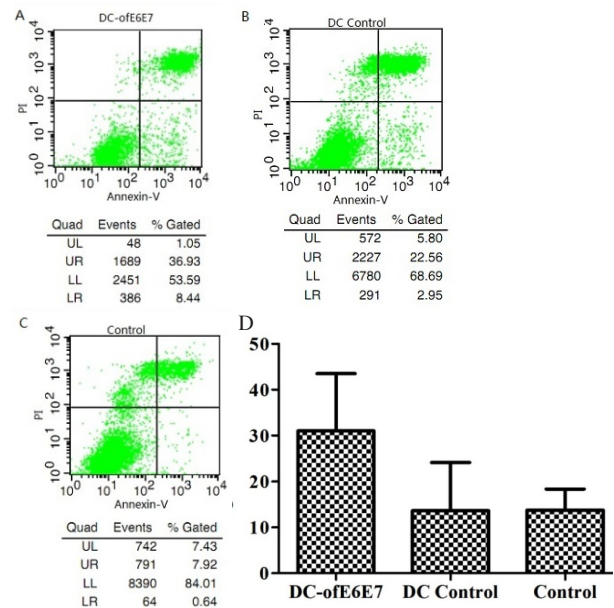 A
DC-ofE6E7
10^4
10^3
10^2
10^1
10^0
PI
10^0 10^1 10^2 10^3 10^4
Annexin-V
Quad Events % Gated
UL 48 1.05
UR 1689 36.93
LL 2451 53.59
LR 386 8.44
B
DC Control
10^4
10^3
10^2
10^1
10^0
PI
10^0 10^1 10^2 10^3 10^4
Annexin-V
Quad Events % Gated
UL 572 5.80
UR 2227 22.56
LL 6780 68.69
LR 291 2.95
C
Control
10^4
10^3
10^2
10^1
10^0
PI
10^0 10^1 10^2 10^3 10^4
Annexin-V
Quad Events % Gated
UL 742 7.43
UR 791 7.92
LL 8390 84.01
LR 64 0.64
D
50
40
30
20
10
0
DC-ofE6E7 DC Control Control